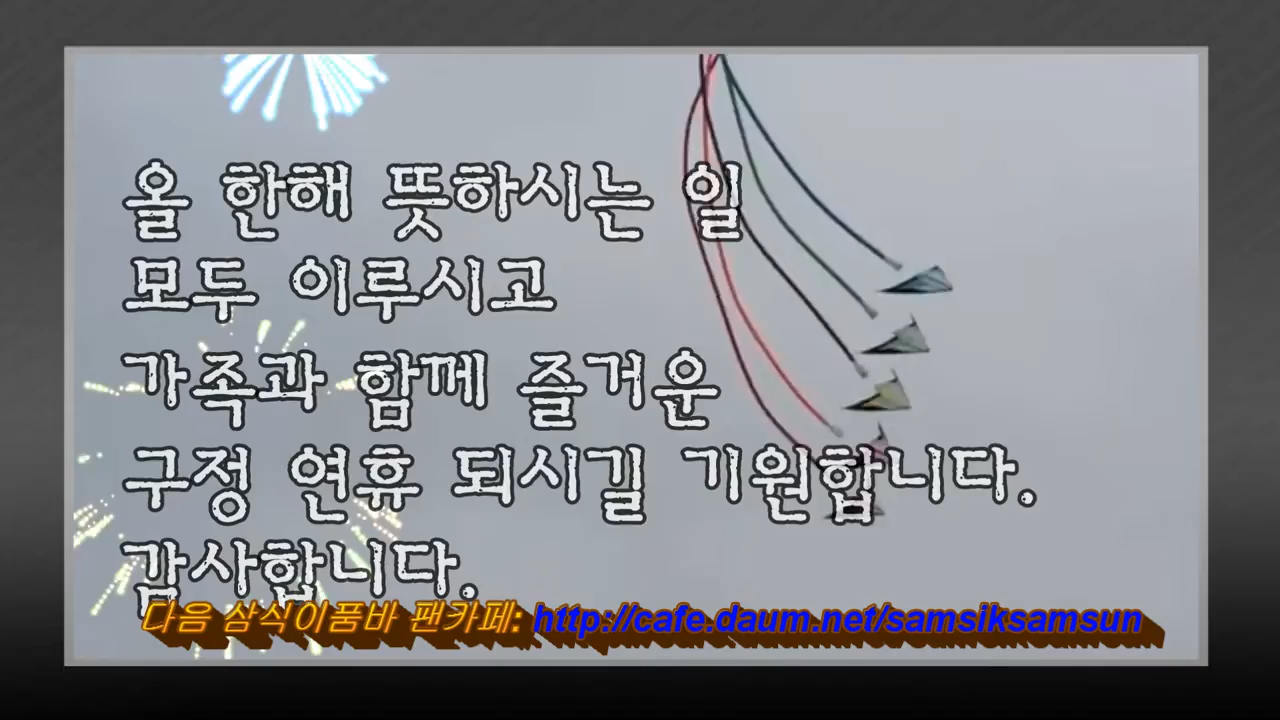 올 한해 뜻하시는 일
모두 이루시고
가족과 함께 즐거운
구정 연휴 되시길 기원합니다.
감사합니다.
다음 삼식이품바 팬카페: http://cafe.daum.net/samsiksamsun